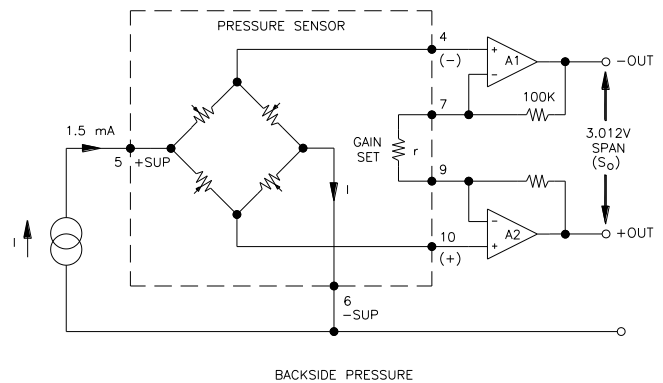 PRESSURE SENSOR
4
(-)
+
A1
-
-OUT
7
100K
1.5 mA
GAIN
SET
r
3.012V
SPAN
(So)
5
+SUP
9
I
I
-
A2
+
+OUT
10
(+)
6
-SUP
BACKSIDE PRESSURE